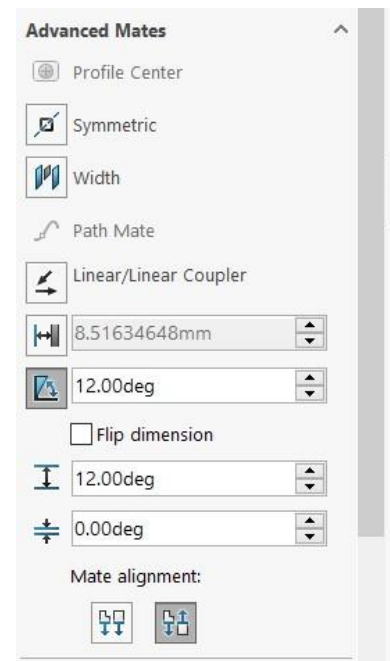 Advanced Mates
Profile Center
Symmetric
Width
Path Mate
Linear/Linear Coupler
8.51634648mm
12.00deg
Flip dimension
12.00deg
0.00deg
Mate alignment: